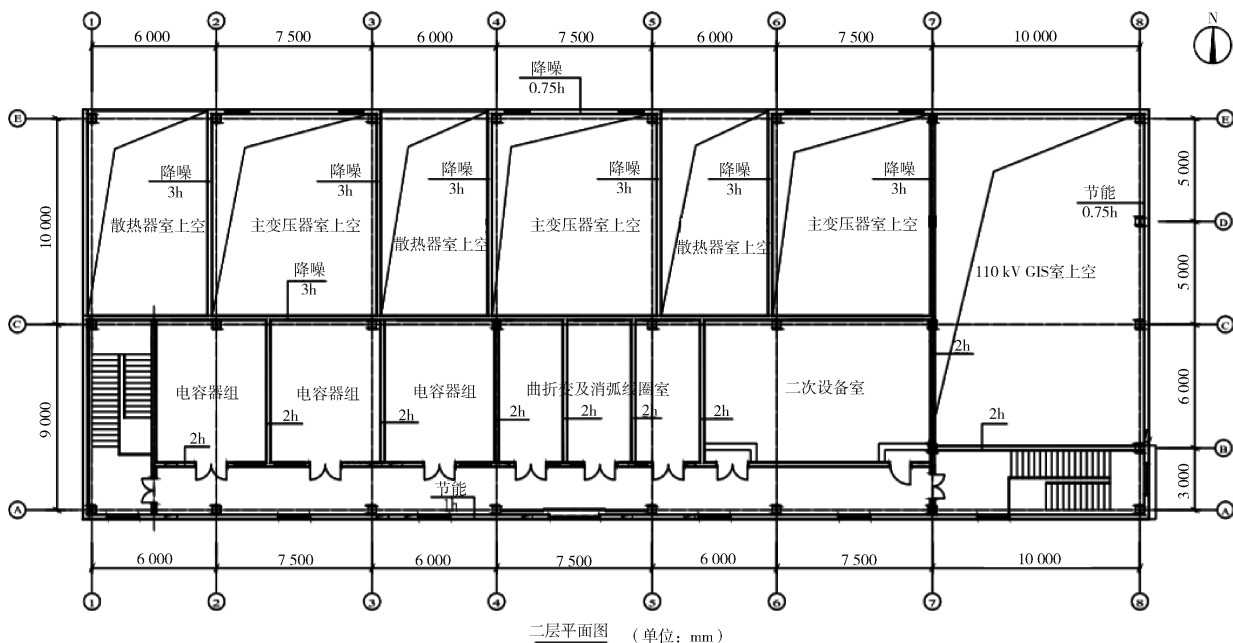 1 2 3 4 5 6 7 8
N
6 000 7 500 6 000 7 500 6 000 7 500 10 000
降噪
0.75h
E E
降噪 降噪 降噪 降噪 降噪 降噪
3h 3h 3h 3h 3h 3h
5 000
节能
0.75h
10 000
散热器室上空 主变压器室上空 散热器室上空 主变压器室上空 散热器室上空 主变压器室上空
D
降噪
3h
110 kV GIS室上空
5 000
C C
2h
电容器组 电容器组 电容器组 曲折变及消弧线圈室 二次设备室
6 000
9 000
2h 2h 2h 2h 2h 2h
2h 2h
B
节能
1h
3 000
A A
6 000 7 500 6 000 7 500 6 000 7 500 10 000
1 2 3 4 5 6 7 8
二层平面图 （单位：mm）